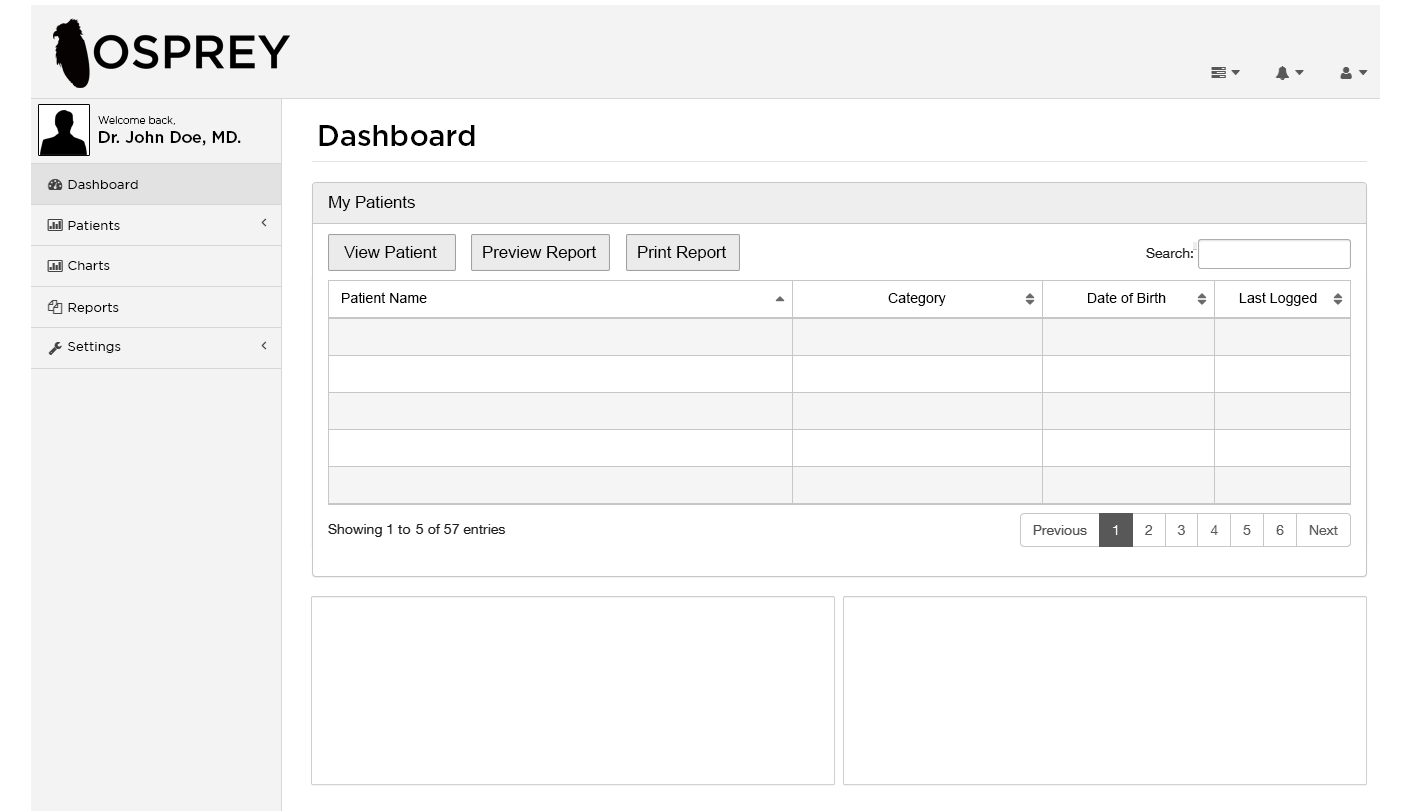 OSPREY
Welcome back,
Dr. John Doe, MD.
Dashboard
Patients
Charts
Reports
Settings
Dashboard
My Patients
View Patient Preview Report Print Report Search:
Patient Name Category Date of Birth Last Logged
Showing 1 to 5 of 57 entries Previous 1 2 3 4 5 6 Next